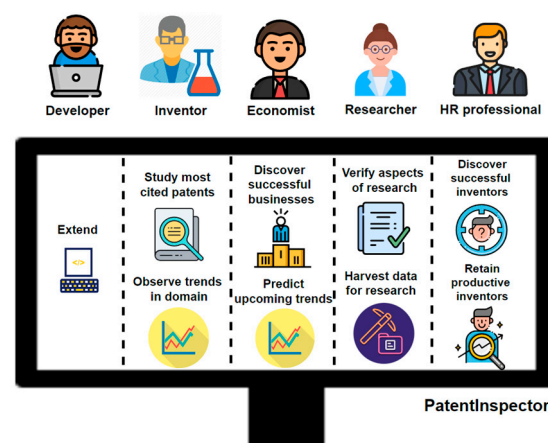 Developer
Inventor
Economist
Researcher
HR professional
Extend
</>
Study most
cited patents
Observe trends
in domain
Discover
successful
businesses
Predict
upcoming trends
Verify aspects
of research
Harvest data
for research
Discover
successful
inventors
?
Retain
productive
inventors
PatentInspector